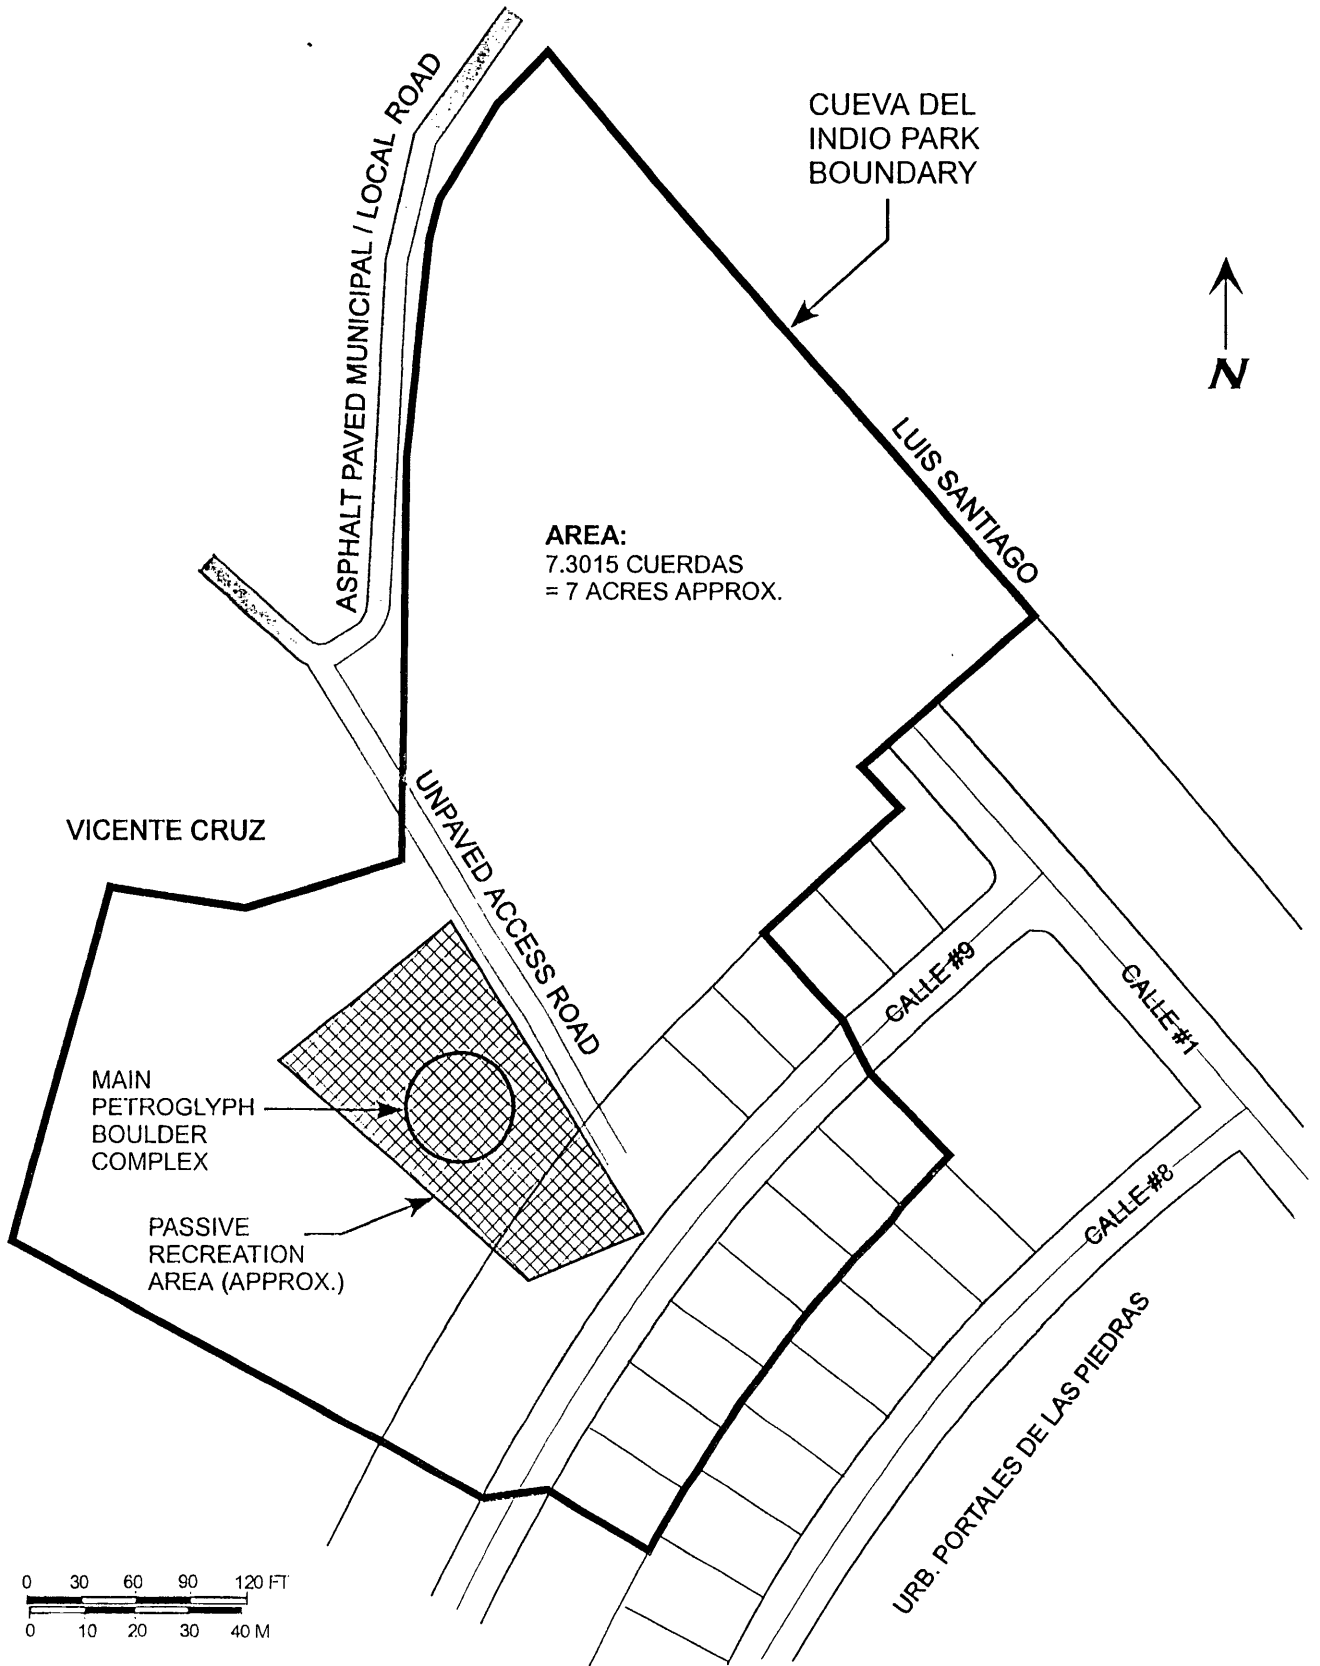 ASPHALT PAVED MUNICIPAL / LOCAL ROAD
CUEVA DEL
INDIO PARK
BOUNDARY
N
LUIS SANTIAGO
AREA:
7.3015 CUERDAS
= 7 ACRES APPROX.
UNPAVED ACCESS ROAD
VICENTE CRUZ
CALLE #9
CALLE #1
MAIN
PETROGLYPH
BOULDER
COMPLEX
PASSIVE
RECREATION
AREA (APPROX.)
CALLE #8
URB. PORTALES DE LAS PIEDRAS
0 30 60 90 120 FT
0 10 20 30 40 M